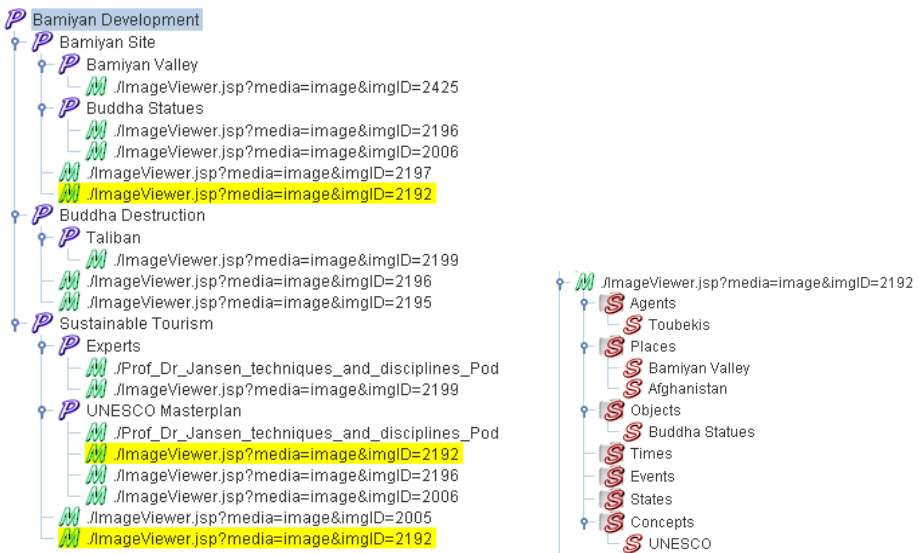 Bamiyan Development
Bamiyan Site
Bamiyan Valley
./ImageViewer.jsp?media=image&imgID=2425
Buddha Statues
./ImageViewer.jsp?media=image&imgID=2196
./ImageViewer.jsp?media=image&imgID=2006
./ImageViewer.jsp?media=image&imgID=2197
./ImageViewer.jsp?media=image&imgID=2192
Buddha Destruction
Taliban
./ImageViewer.jsp?media=image&imgID=2199
./ImageViewer.jsp?media=image&imgID=2196
./ImageViewer.jsp?media=image&imgID=2195
Sustainable Tourism
Experts
./Prof_Dr_Jansen_techniques_and_disciplines_Pod
./ImageViewer.jsp?media=image&imgID=2199
UNESCO Masterplan
./Prof_Dr_Jansen_techniques_and_disciplines_Pod
./ImageViewer.jsp?media=image&imgID=2192
./ImageViewer.jsp?media=image&imgID=2196
./ImageViewer.jsp?media=image&imgID=2006
./ImageViewer.jsp?media=image&imgID=2005
./ImageViewer.jsp?media=image&imgID=2192
./ImageViewer.jsp?media=image&imgID=2192
Agents
Toubekis
Places
Bamiyan Valley
Afghanistan
Objects
Buddha Statues
Times
Events
States
Concepts
UNESCO